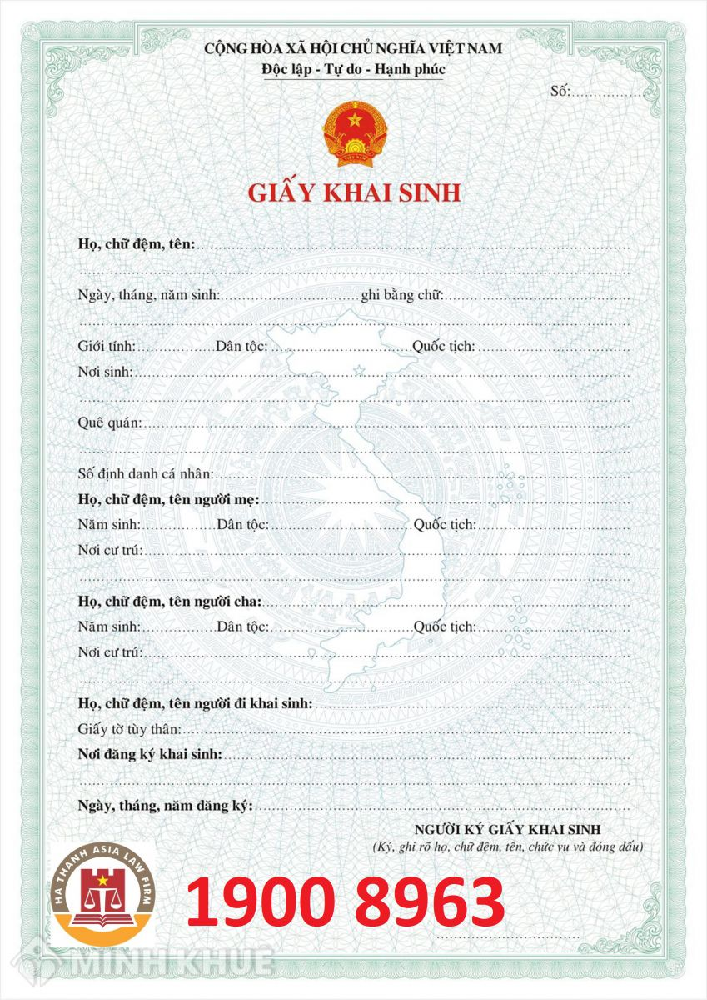 CỘNG HÒA XÃ HỘI CHỦ NGHĨA VIỆT NAM
Độc lập - Tự do - Hạnh phúc
Số:.................
VIỆT NAM
GIẤY KHAI SINH
Họ, chữ đệm, tên:
Ngày, tháng, năm sinh:.............................. ghi bằng chữ:
Giới tính:.................Dân tộc:..............................Quốc tịch:
Nơi sinh:
Quê quán:
Số định danh cá nhân:
Họ, chữ đệm, tên người mẹ:
Năm sinh:................Dân tộc:..............................Quốc tịch:
Nơi cư trú:
Họ, chữ đệm, tên người cha:
Năm sinh:................Dân tộc:..............................Quốc tịch:
Nơi cư trú:
Họ, chữ đệm, tên người đi khai sinh:
Giấy tờ tùy thân:
Nơi đăng ký khai sinh:
Ngày, tháng, năm đăng ký:
NGƯỜI KÝ GIẤY KHAI SINH
(Ký, ghi rõ họ, chữ đệm, tên, chức vụ và đóng dấu)
HA THANH ASIA LAW FIRM
1900 8963
MINH KHUE